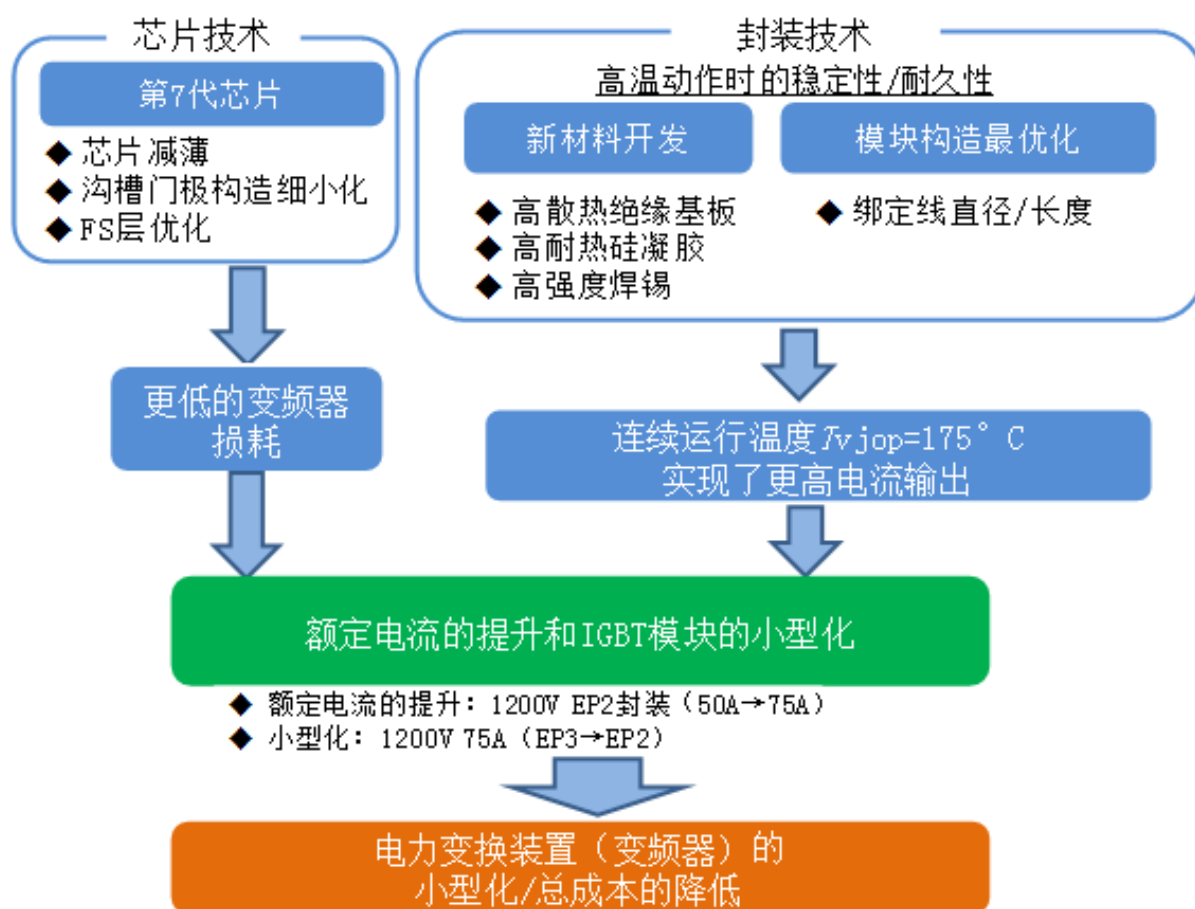 芯片技术
第7代芯片
◆ 芯片减薄
◆ 沟槽门极构造细小化
◆ FS层优化
封装技术
高温动作时的稳定性/耐久性
新材料开发
◆ 高散热绝缘基板
◆ 高耐热硅凝胶
◆ 高强度焊锡
模块构造最优化
◆ 绑定线直径/长度
更低的变频器
损耗
连续运行温度Tvjop=175°C
实现了更高电流输出
额定电流的提升和IGBT模块的小型化
◆ 额定电流的提升：1200V EP2封装（50A→75A）
◆ 小型化：1200V 75A（EP3→EP2）
电力变换装置（变频器）的
小型化/总成本的降低